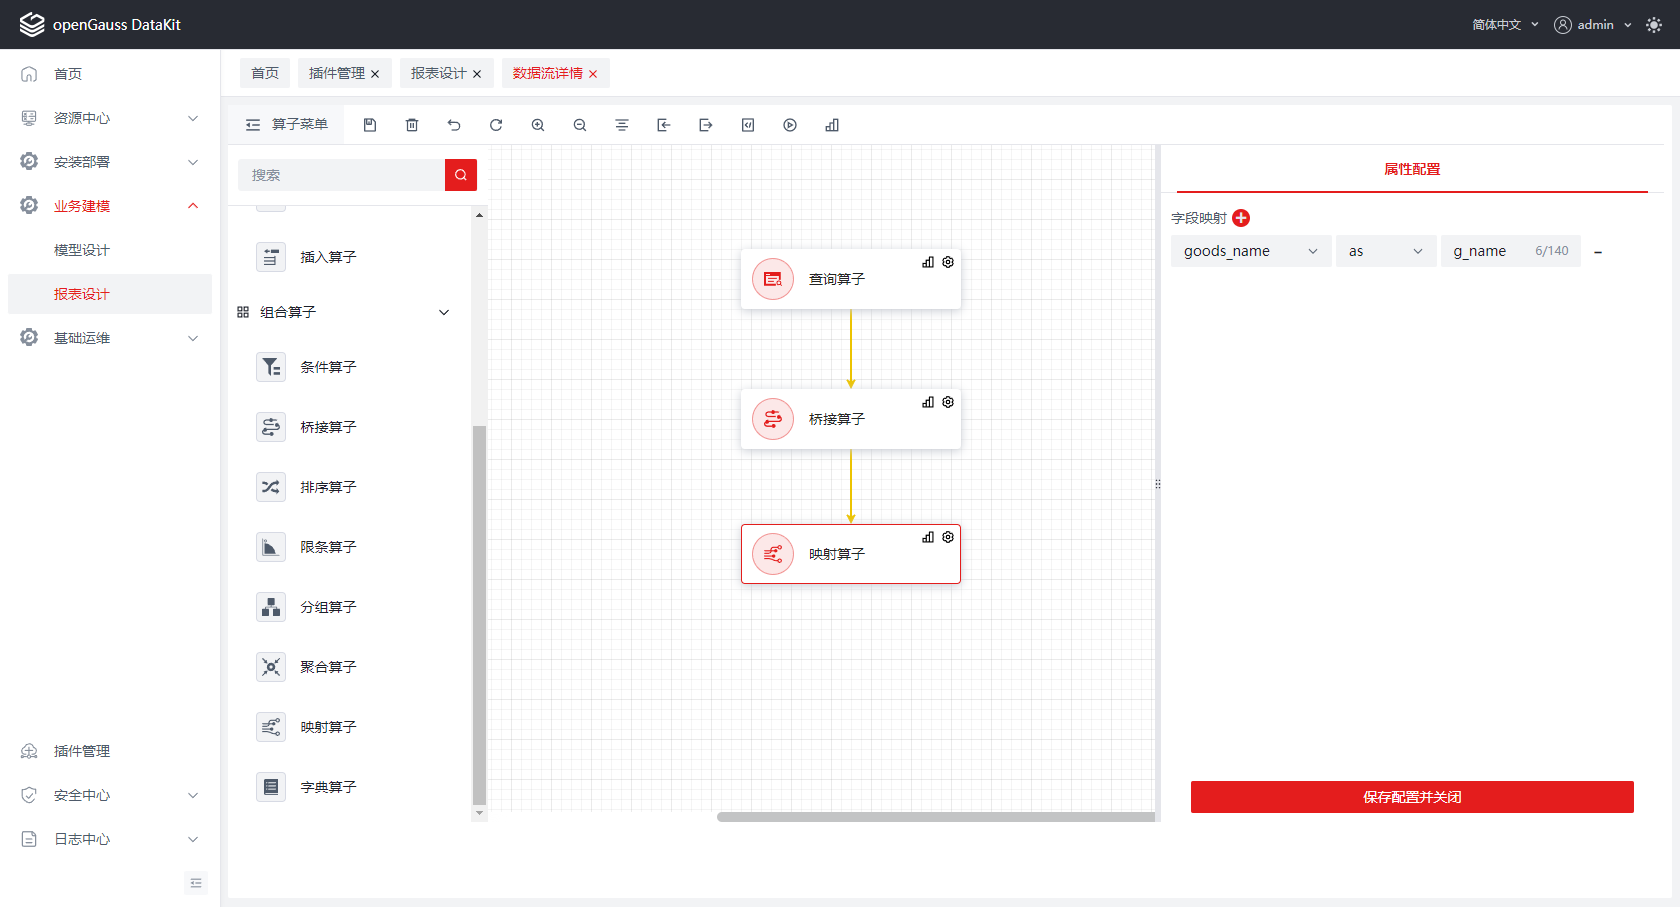 openGauss DataKit
简体中文
admin
首页
资源中心
安装部署
业务建模
模型设计
报表设计
基础运维
插件管理
安全中心
日志中心
首页
插件管理
报表设计
数据流详情
算子菜单
搜索
插入算子
组合算子
条件算子
桥接算子
排序算子
限条算子
分组算子
聚合算子
映射算子
字典算子
查询算子
桥接算子
映射算子
属性配置
字段映射
goods_name as g_name 6/140
保存配置并关闭